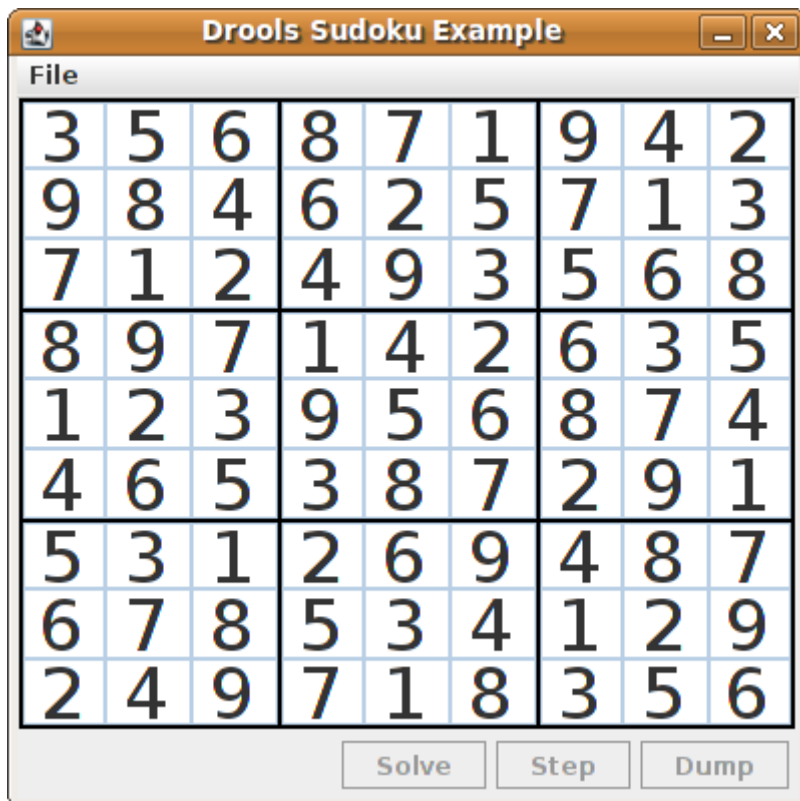 Drools Sudoku Example
File
3 5 6 8 7 1 9 4 2
9 8 4 6 2 5 7 1 3
7 1 2 4 9 3 5 6 8
8 9 7 1 4 2 6 3 5
1 2 3 9 5 6 8 7 4
4 6 5 3 8 7 2 9 1
5 3 1 2 6 9 4 8 7
6 7 8 5 3 4 1 2 9
2 4 9 7 1 8 3 5 6
Solve Step Dump